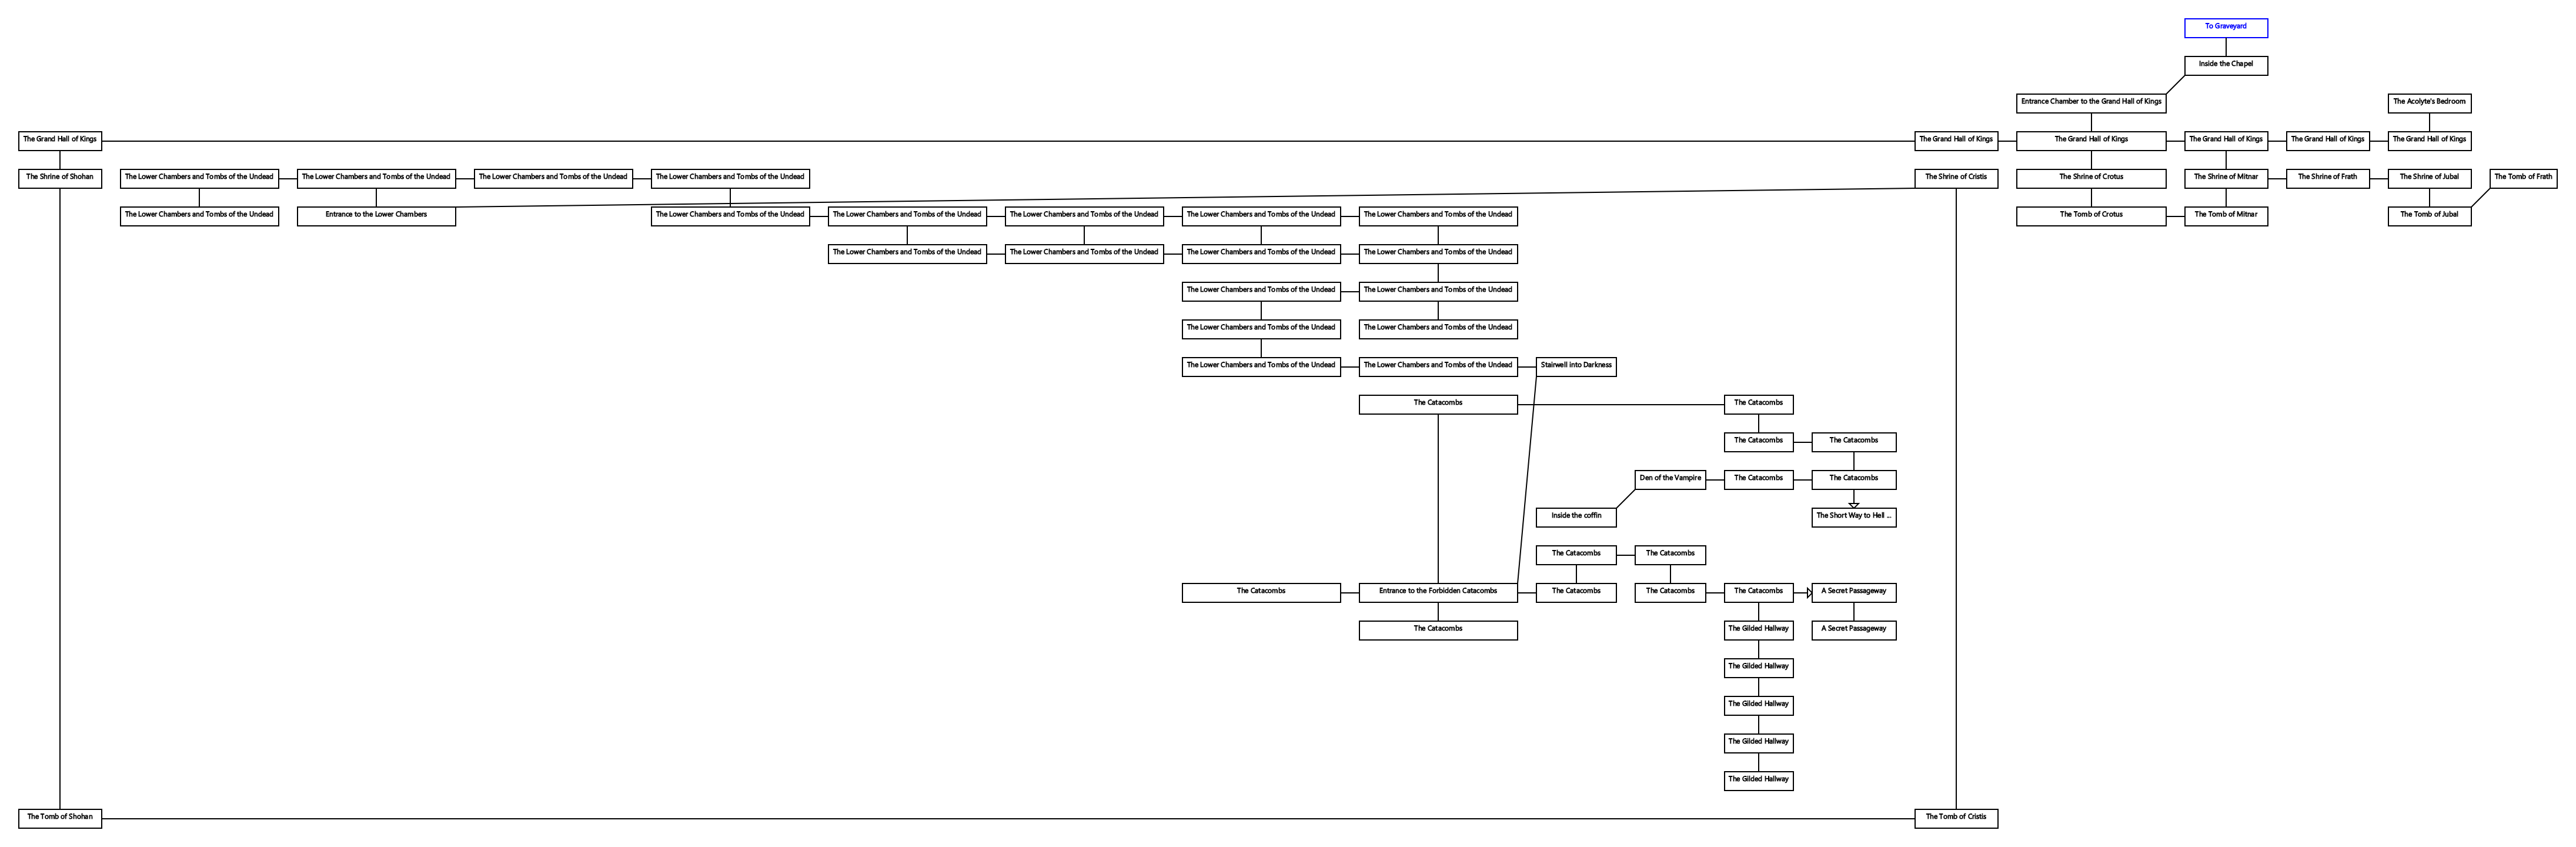 To Graveyard
Inside the Chapel
Entrance Chamber to the Grand Hall of Kings
The Acolyte's Bedroom
The Grand Hall of Kings
The Grand Hall of Kings
The Grand Hall of Kings
The Grand Hall of Kings
The Grand Hall of Kings
The Grand Hall of Kings
The Shrine of Shohan
The Lower Chambers and Tombs of the Undead
The Lower Chambers and Tombs of the Undead
The Lower Chambers and Tombs of the Undead
The Lower Chambers and Tombs of the Undead
The Shrine of Cristis
The Shrine of Crotus
The Shrine of Mitnar
The Shrine of Frath
The Shrine of Jubal
The Tomb of Frath
The Lower Chambers and Tombs of the Undead
Entrance to the Lower Chambers
The Lower Chambers and Tombs of the Undead
The Lower Chambers and Tombs of the Undead
The Lower Chambers and Tombs of the Undead
The Lower Chambers and Tombs of the Undead
The Lower Chambers and Tombs of the Undead
The Tomb of Crotus
The Tomb of Mitnar
The Tomb of Jubal
The Lower Chambers and Tombs of the Undead
The Lower Chambers and Tombs of the Undead
The Lower Chambers and Tombs of the Undead
The Lower Chambers and Tombs of the Undead
The Lower Chambers and Tombs of the Undead
The Lower Chambers and Tombs of the Undead
The Lower Chambers and Tombs of the Undead
The Lower Chambers and Tombs of the Undead
The Lower Chambers and Tombs of the Undead
The Lower Chambers and Tombs of the Undead
Stairwell into Darkness
The Catacombs
The Catacombs
The Catacombs
The Catacombs
Den of the Vampire
The Catacombs
The Catacombs
Inside the coffin
The Short Way to Hell ...
The Catacombs
The Catacombs
The Catacombs
Entrance to the Forbidden Catacombs
The Catacombs
The Catacombs
The Catacombs
A Secret Passageway
The Catacombs
The Gilded Hallway
A Secret Passageway
The Gilded Hallway
The Gilded Hallway
The Gilded Hallway
The Gilded Hallway
The Tomb of Shohan
The Tomb of Cristis